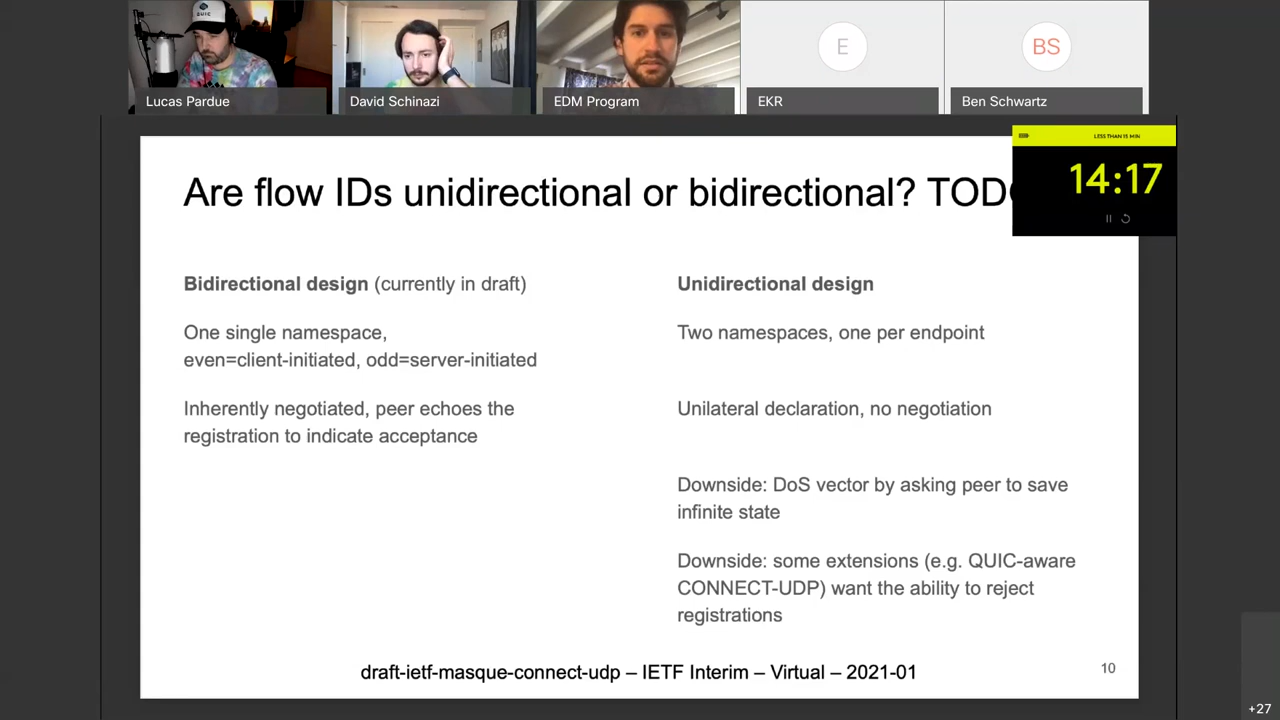 QUIC
Lucas Pardue
David Schinazi
EDM Program
E
EKR
BS
Ben Schwartz
LESS THAN 15 MIN
14:17
Are flow IDs unidirectional or bidirectional?
Bidirectional design (currently in draft)
One single namespace,
even=client-initiated, odd=server-initiated
Inherently negotiated, peer echoes the
registration to indicate acceptance
Unidirectional design
Two namespaces, one per endpoint
Unilateral declaration, no negotiation
Downside: DoS vector by asking peer to save
infinite state
Downside: some extensions (e.g. QUIC-aware
CONNECT-UDP) want the ability to reject
registrations
draft-ietf-masque-connect-udp – IETF Interim – Virtual – 2021-01
10
+27